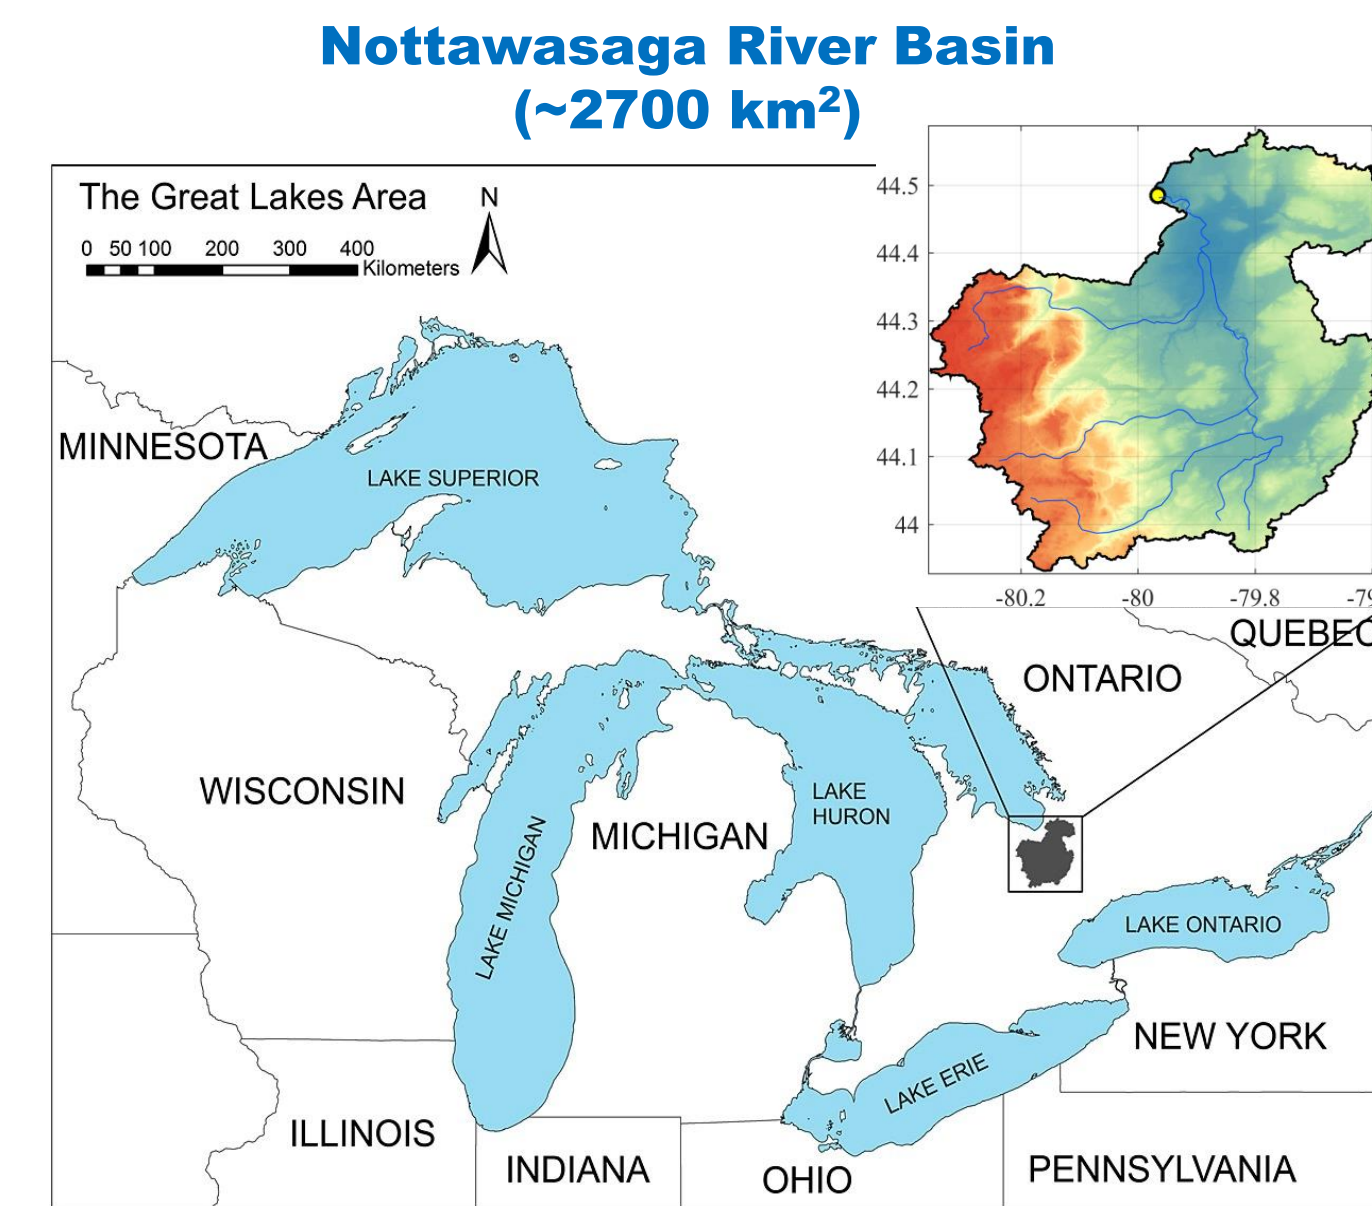 Nottawasaga River Basin
(~2700 km²)
The Great Lakes Area
N
0 50 100 200 300 400
Kilometers
44.5
44.4
44.3
44.2
44.1
44
-80.2 -80 -79.8
MINNESOTA
LAKE SUPERIOR
QUEBEC
ONTARIO
WISCONSIN
MICHIGAN
LAKE
HURON
LAKE MICHIGAN
LAKE ONTARIO
NEW YORK
LAKE ERIE
ILLINOIS
INDIANA
OHIO
PENNSYLVANIA